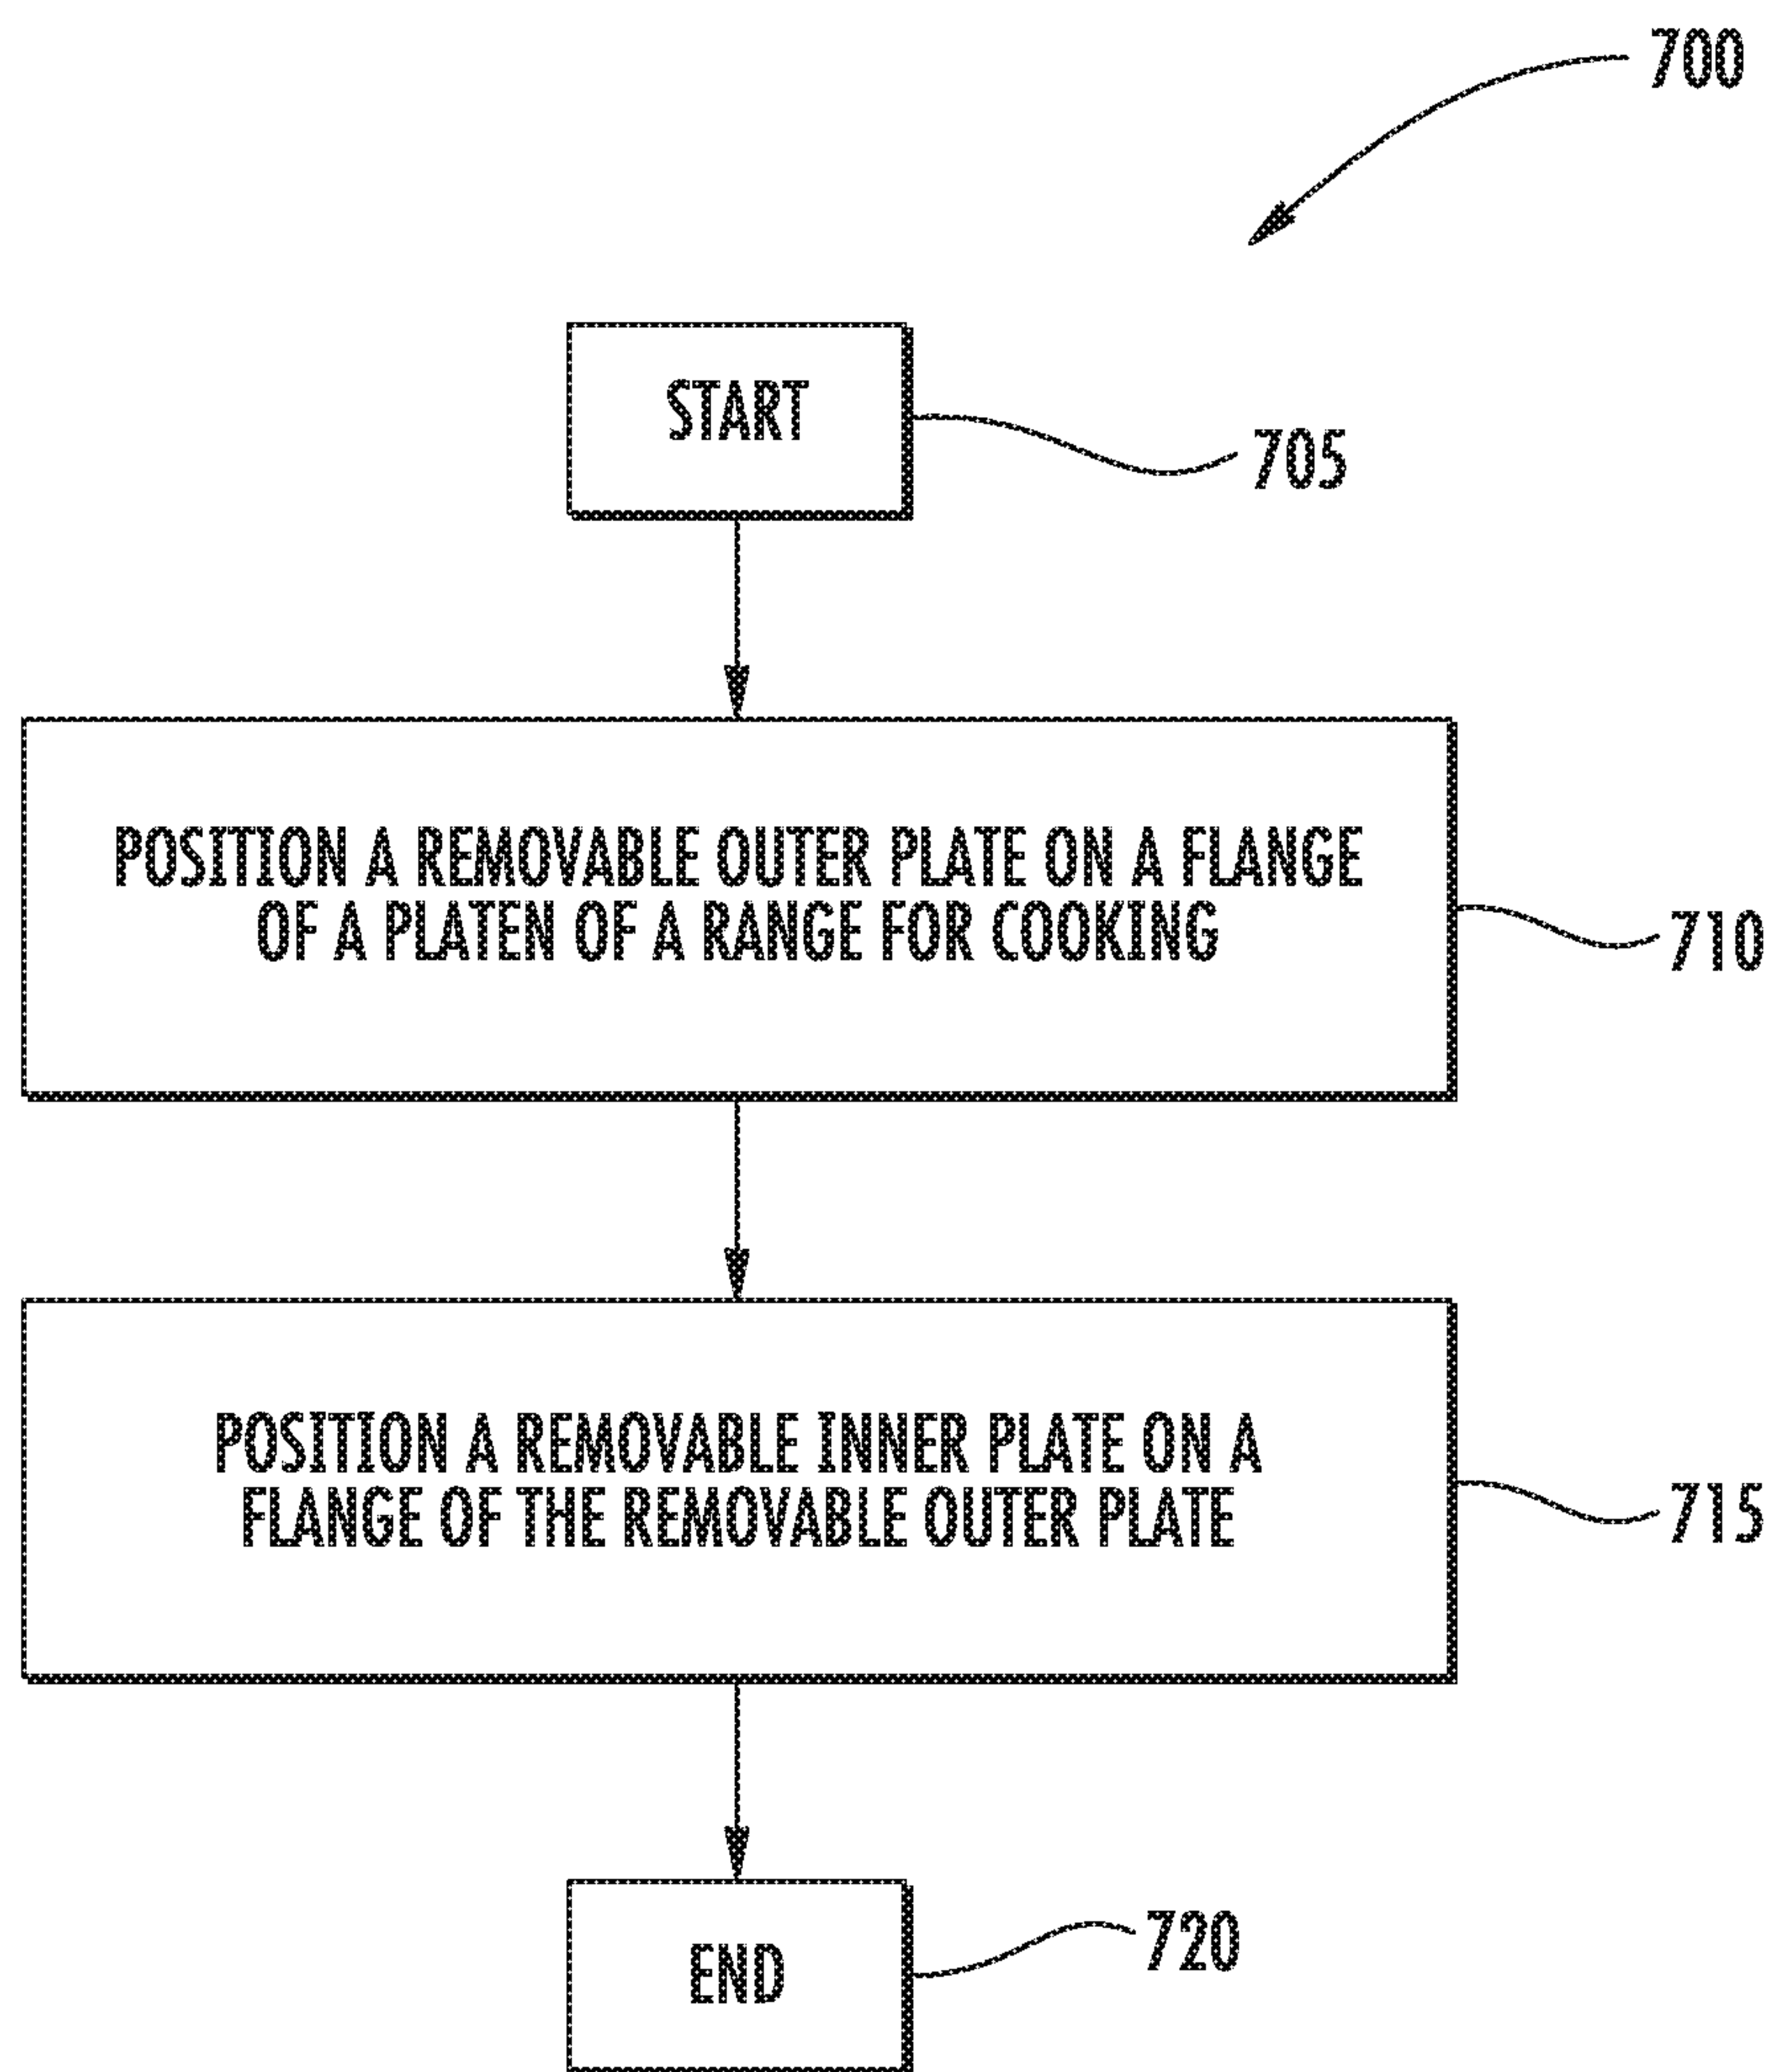 700
START
705
POSITION A REMOVABLE OUTER PLATE ON A FLANGE
OF A PLATEN OF A RANGE FOR COOKING
710
POSITION A REMOVABLE INNER PLATE ON A
FLANGE OF THE REMOVABLE OUTER PLATE
715
END
720